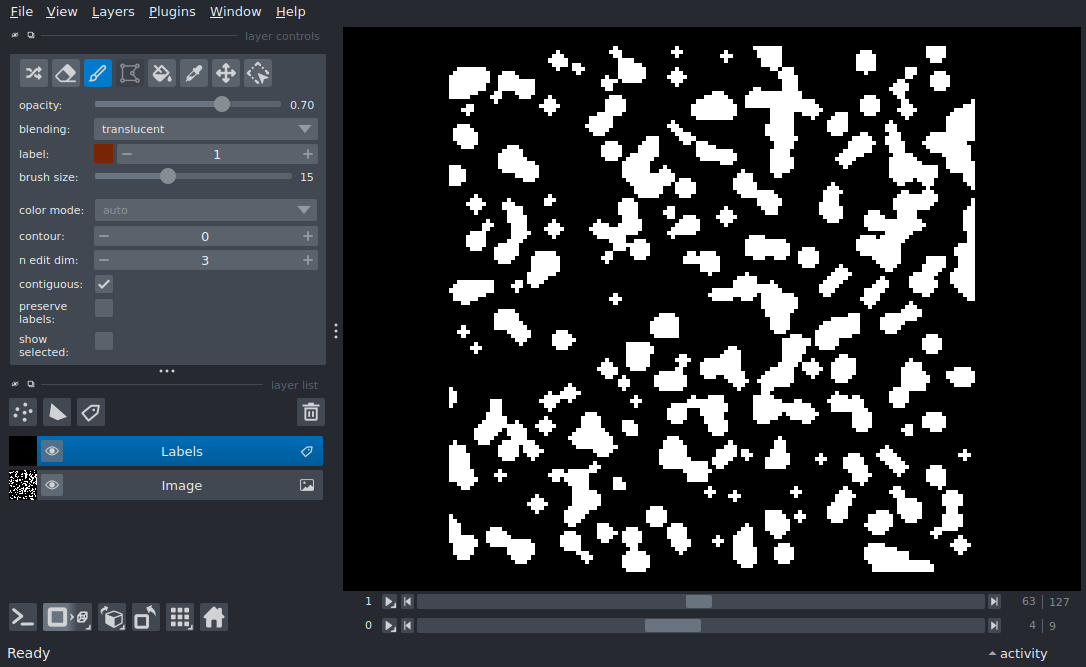 File View Layers Plugins Window Help
layer controls
opacity: 0.70
blending: translucent
label: 1
brush size: 15
color mode: auto
contour: 0
n edit dim: 3
contiguous:
preserve
labels:
show
selected:
layer list
Labels
Image
1 63 127
0 4 9
Ready activity